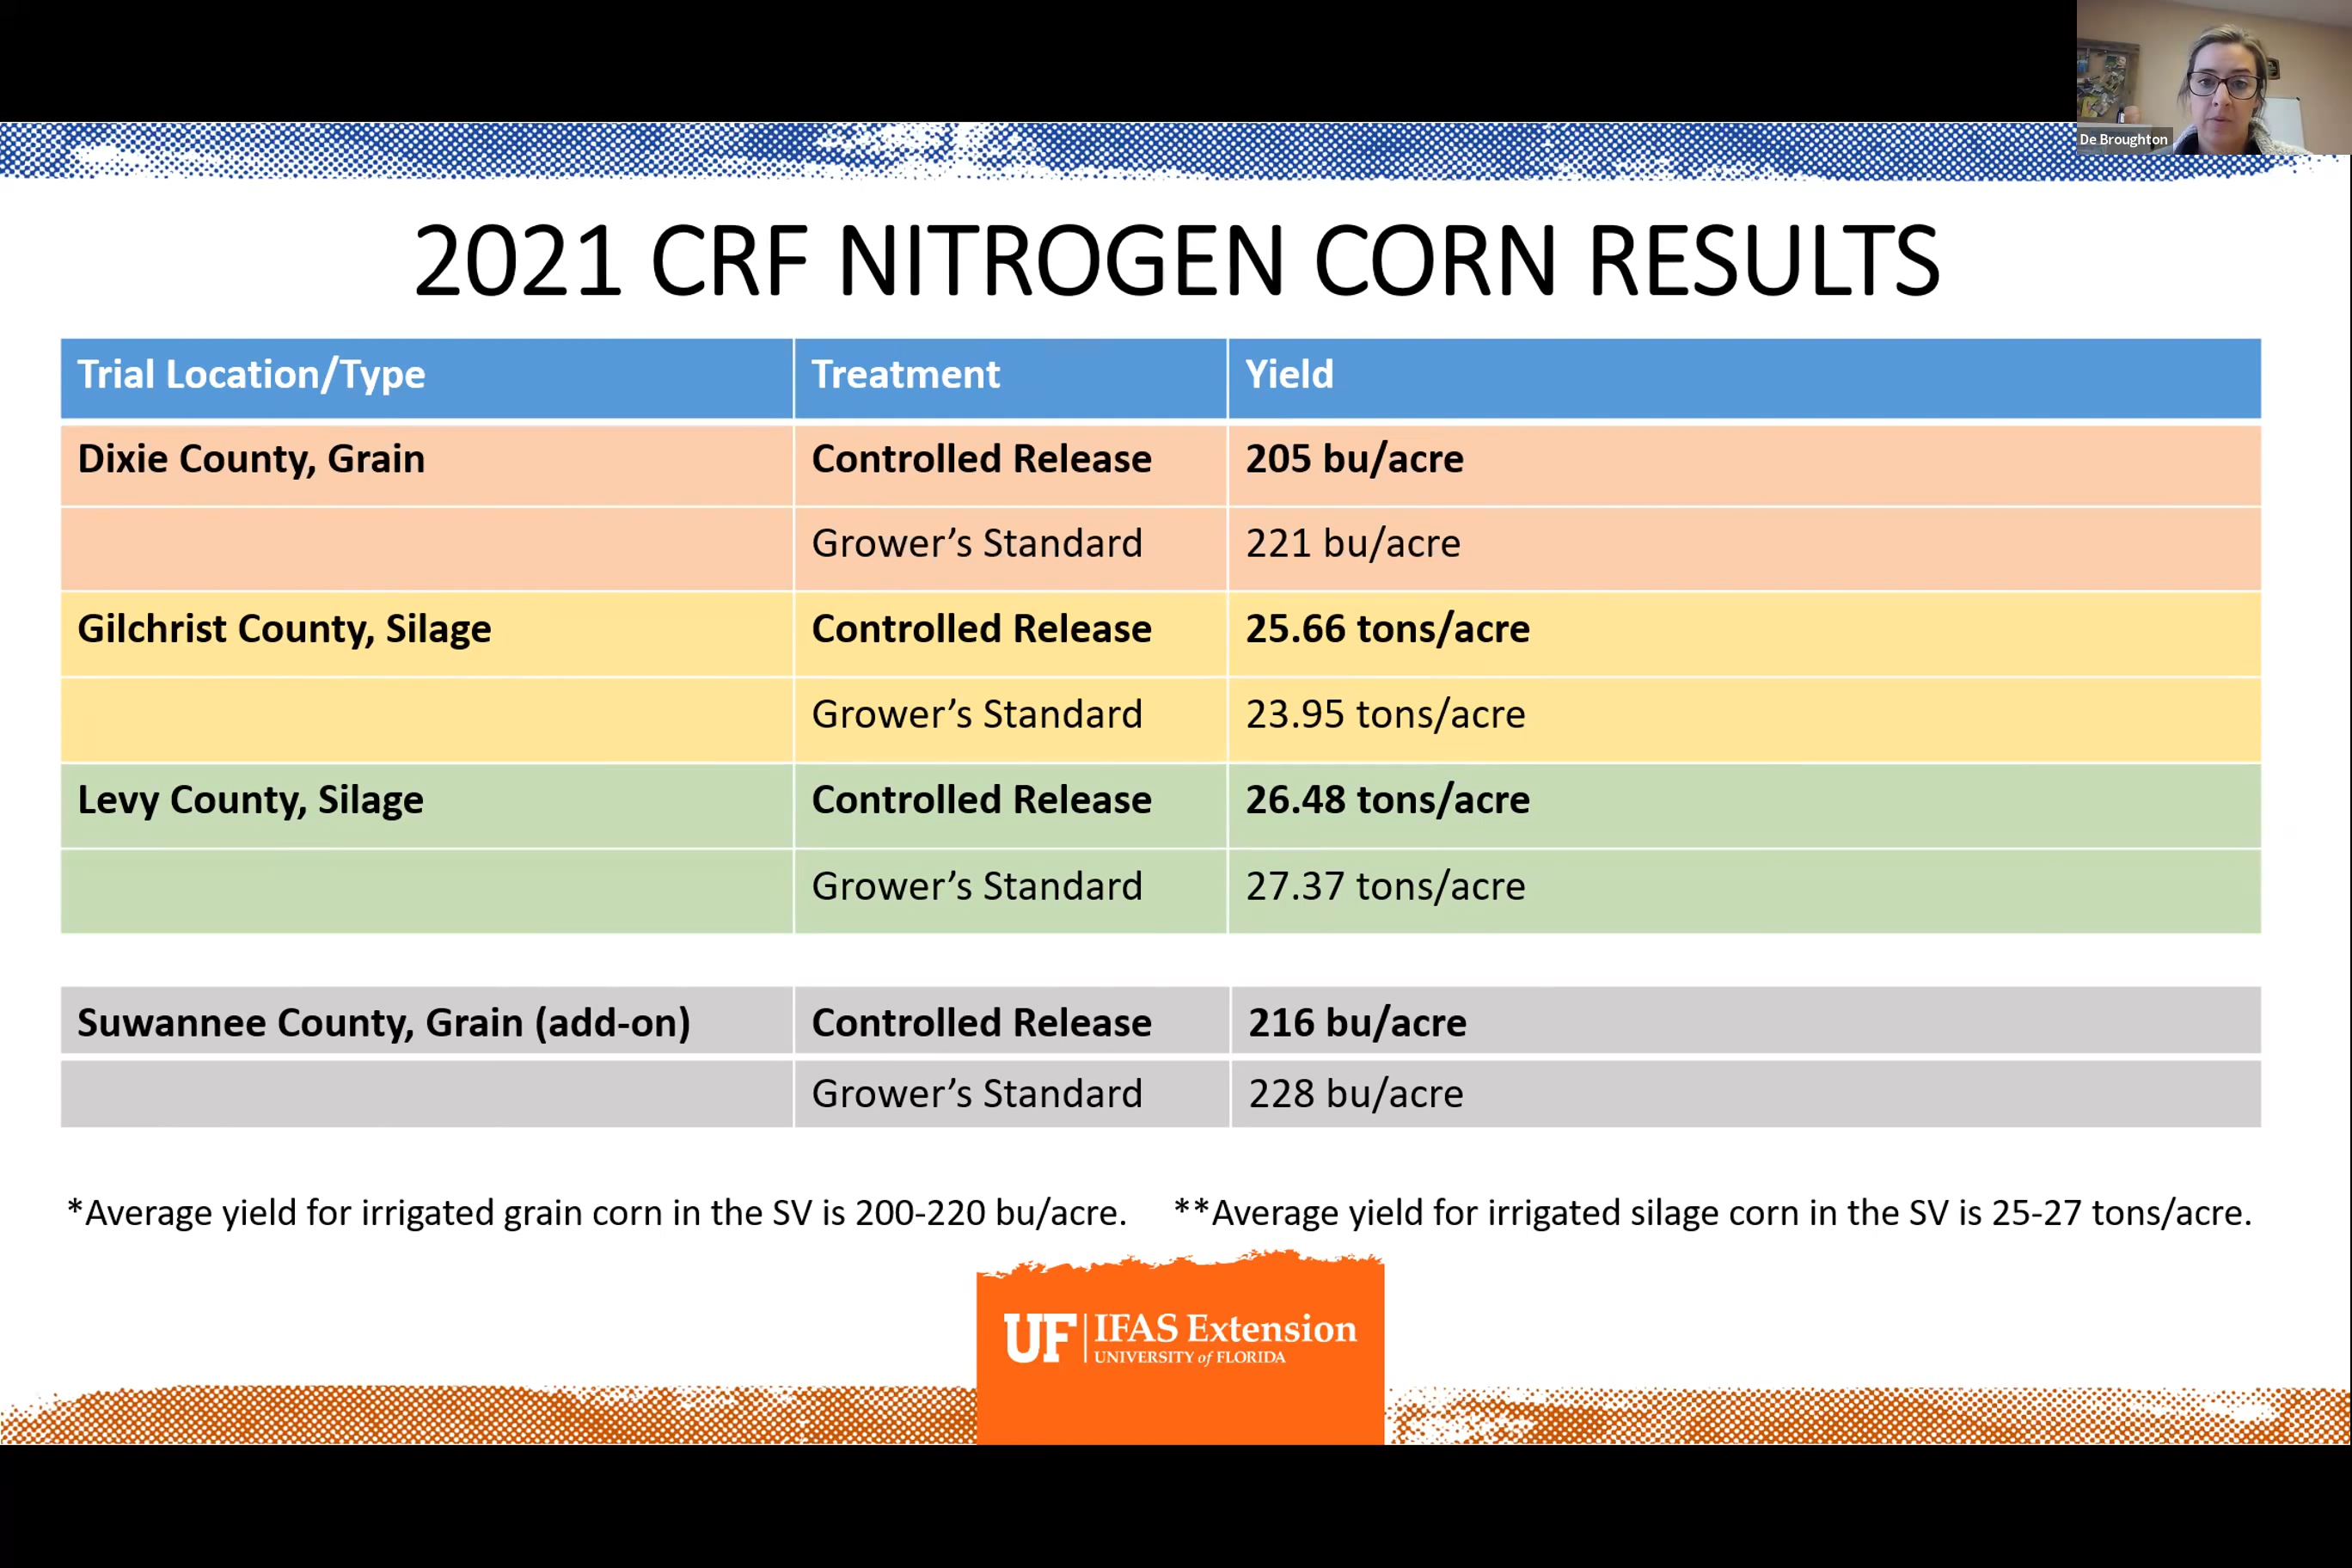 De Broughton
2021 CRF NITROGEN CORN RESULTS
Trial Location/Type Treatment Yield
Dixie County, Grain Controlled Release 205 bu/acre
Grower’s Standard 221 bu/acre
Gilchrist County, Silage Controlled Release 25.66 tons/acre
Grower’s Standard 23.95 tons/acre
Levy County, Silage Controlled Release 26.48 tons/acre
Grower’s Standard 27.37 tons/acre
Suwannee County, Grain (add-on) Controlled Release 216 bu/acre
Grower’s Standard 228 bu/acre
*Average yield for irrigated grain corn in the SV is 200-220 bu/acre. **Average yield for irrigated silage corn in the SV is 25-27 tons/acre.
UF IFAS Extension
UNIVERSITY of FLORIDA